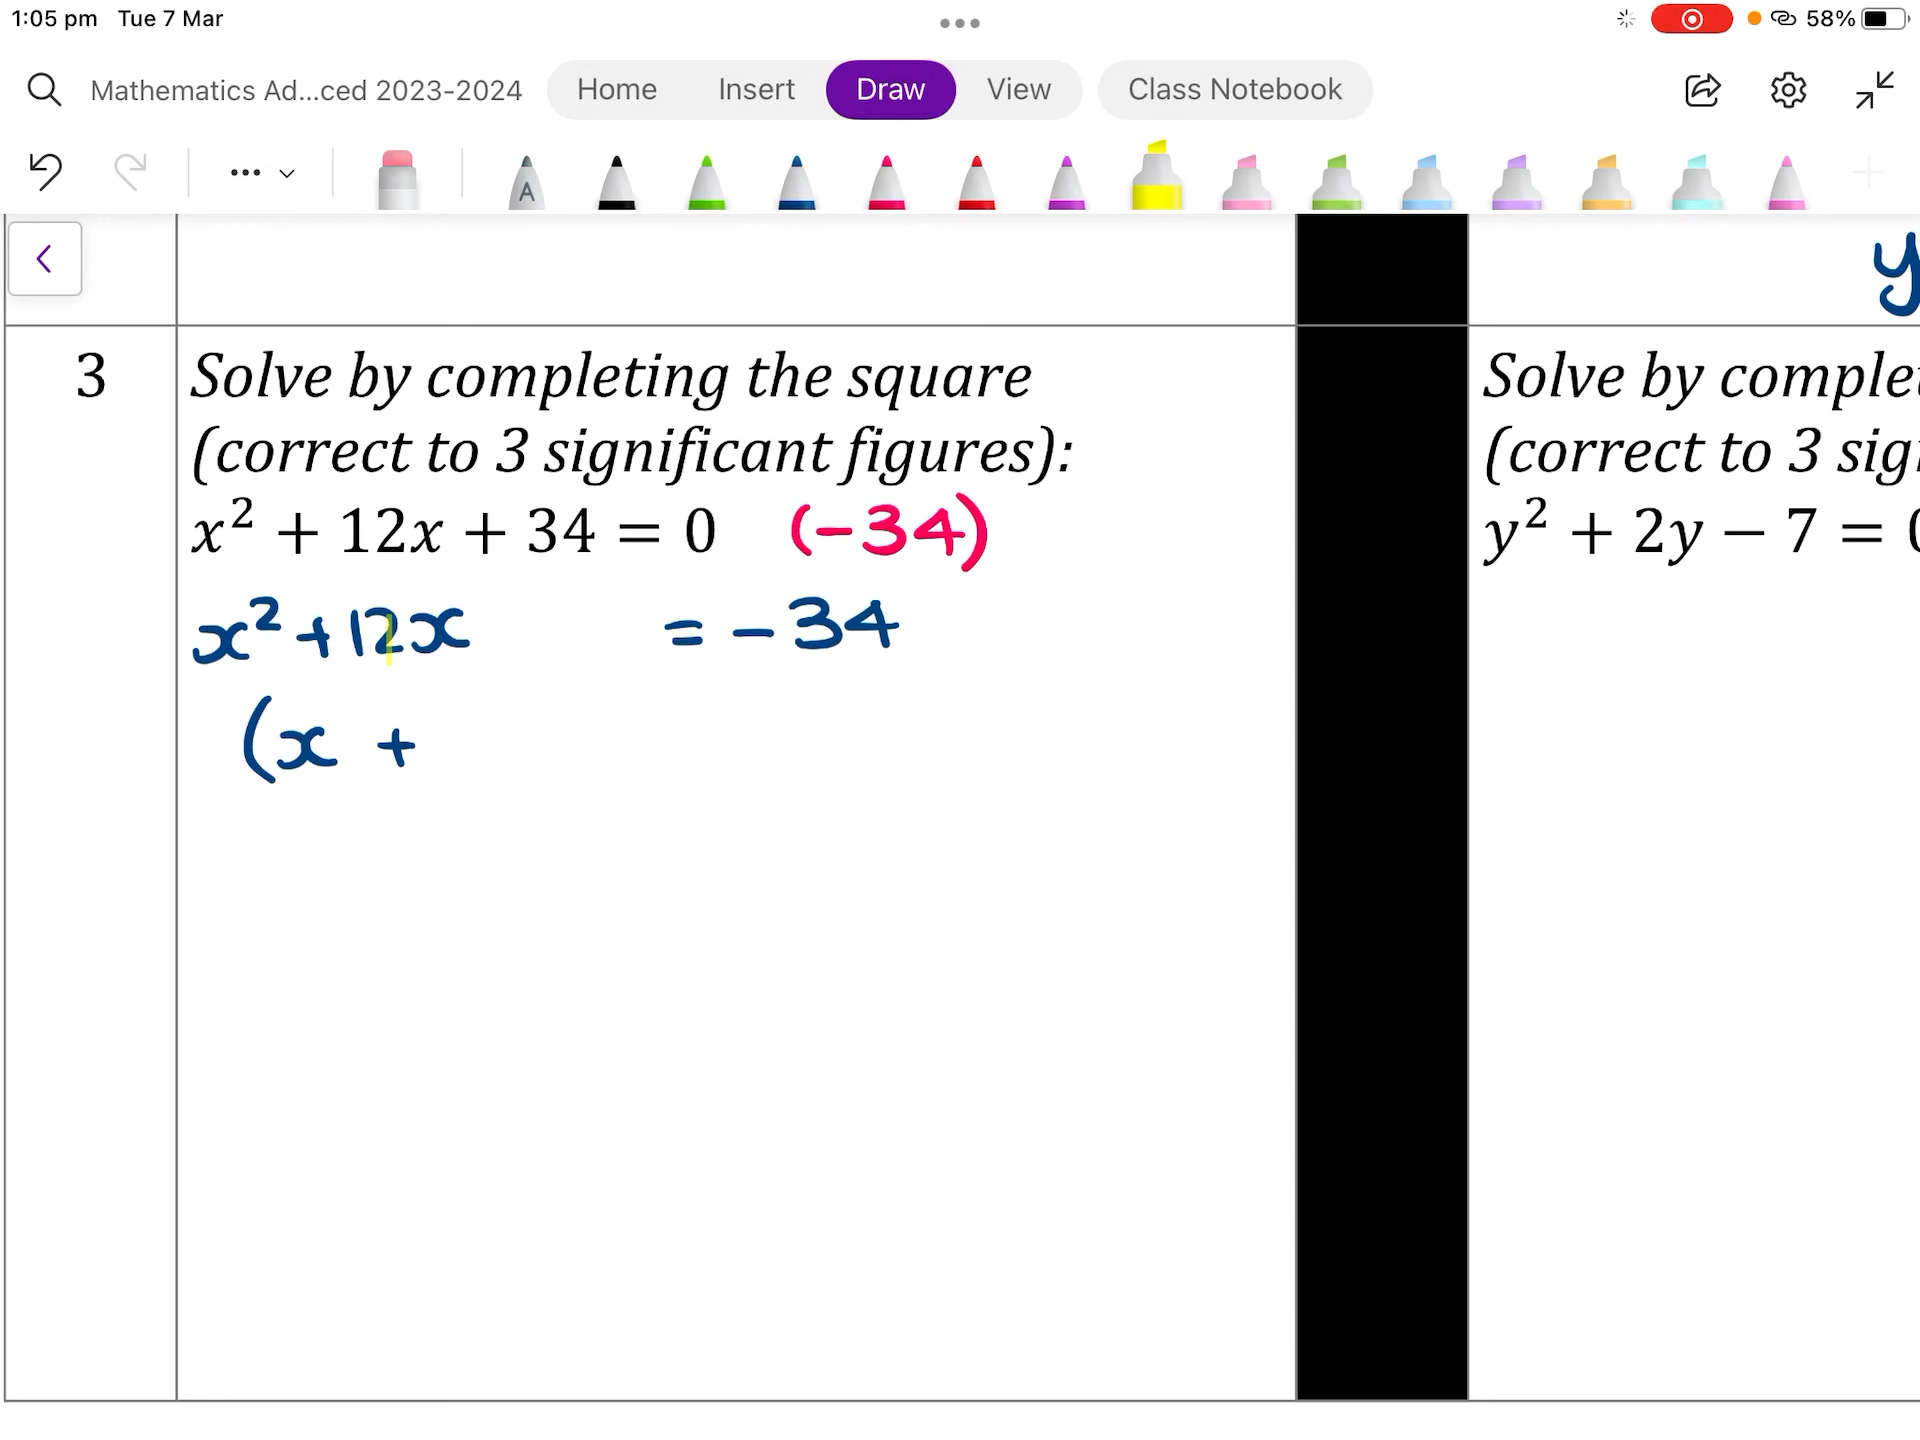 1:05 pm Tue 7 Mar
58%
Mathematics Ad...ced 2023-2024
Home Insert Draw View Class Notebook
A
y
3
Solve by completing the square
(correct to 3 significant figures):
x² + 12x + 34 = 0 (-34)
x² + 12x = -34
(x +
Solve by comple
(correct to 3 sig
y² + 2y − 7 =